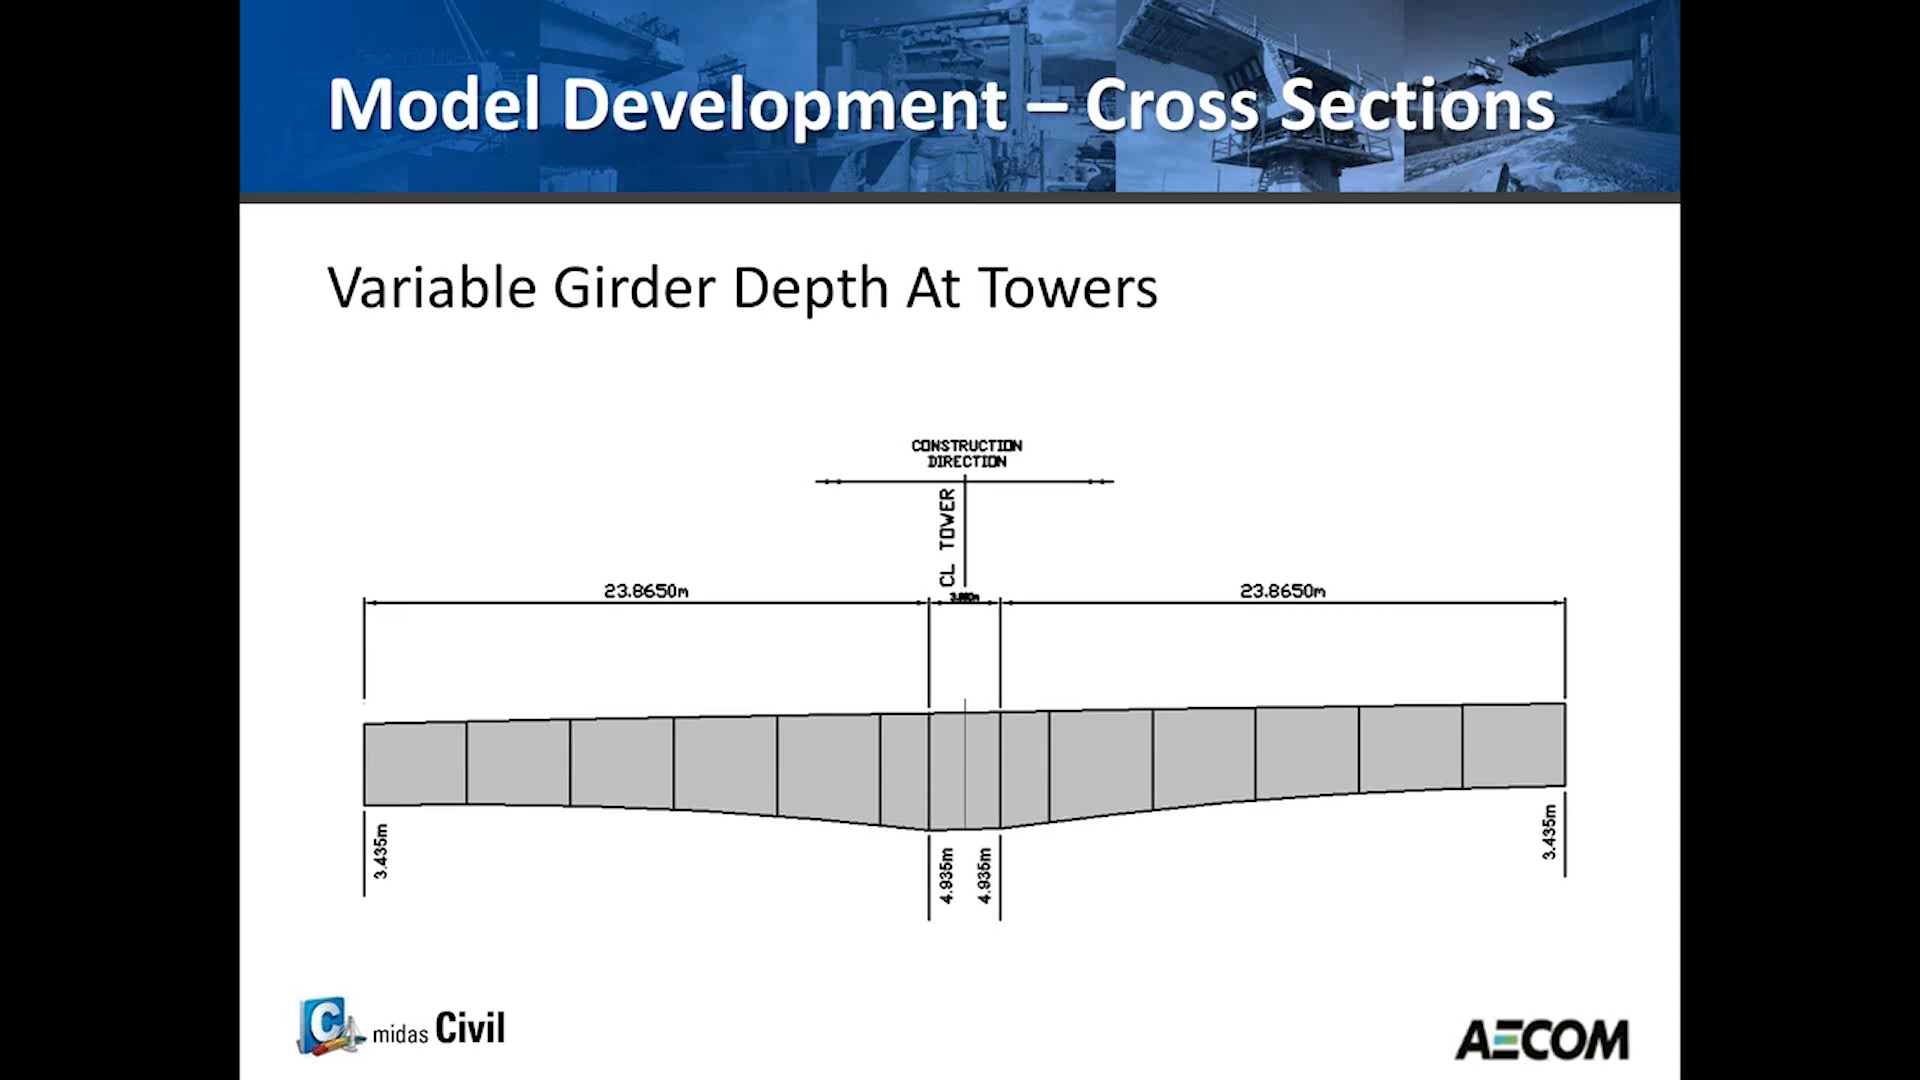 Model Development – Cross Sections
Variable Girder Depth At Towers
CONSTRUCTION
DIRECTION
CL TOWER
23.8650m
23.8650m
3.435m
4.935m
4.935m
3.435m
midas Civil
AECOM